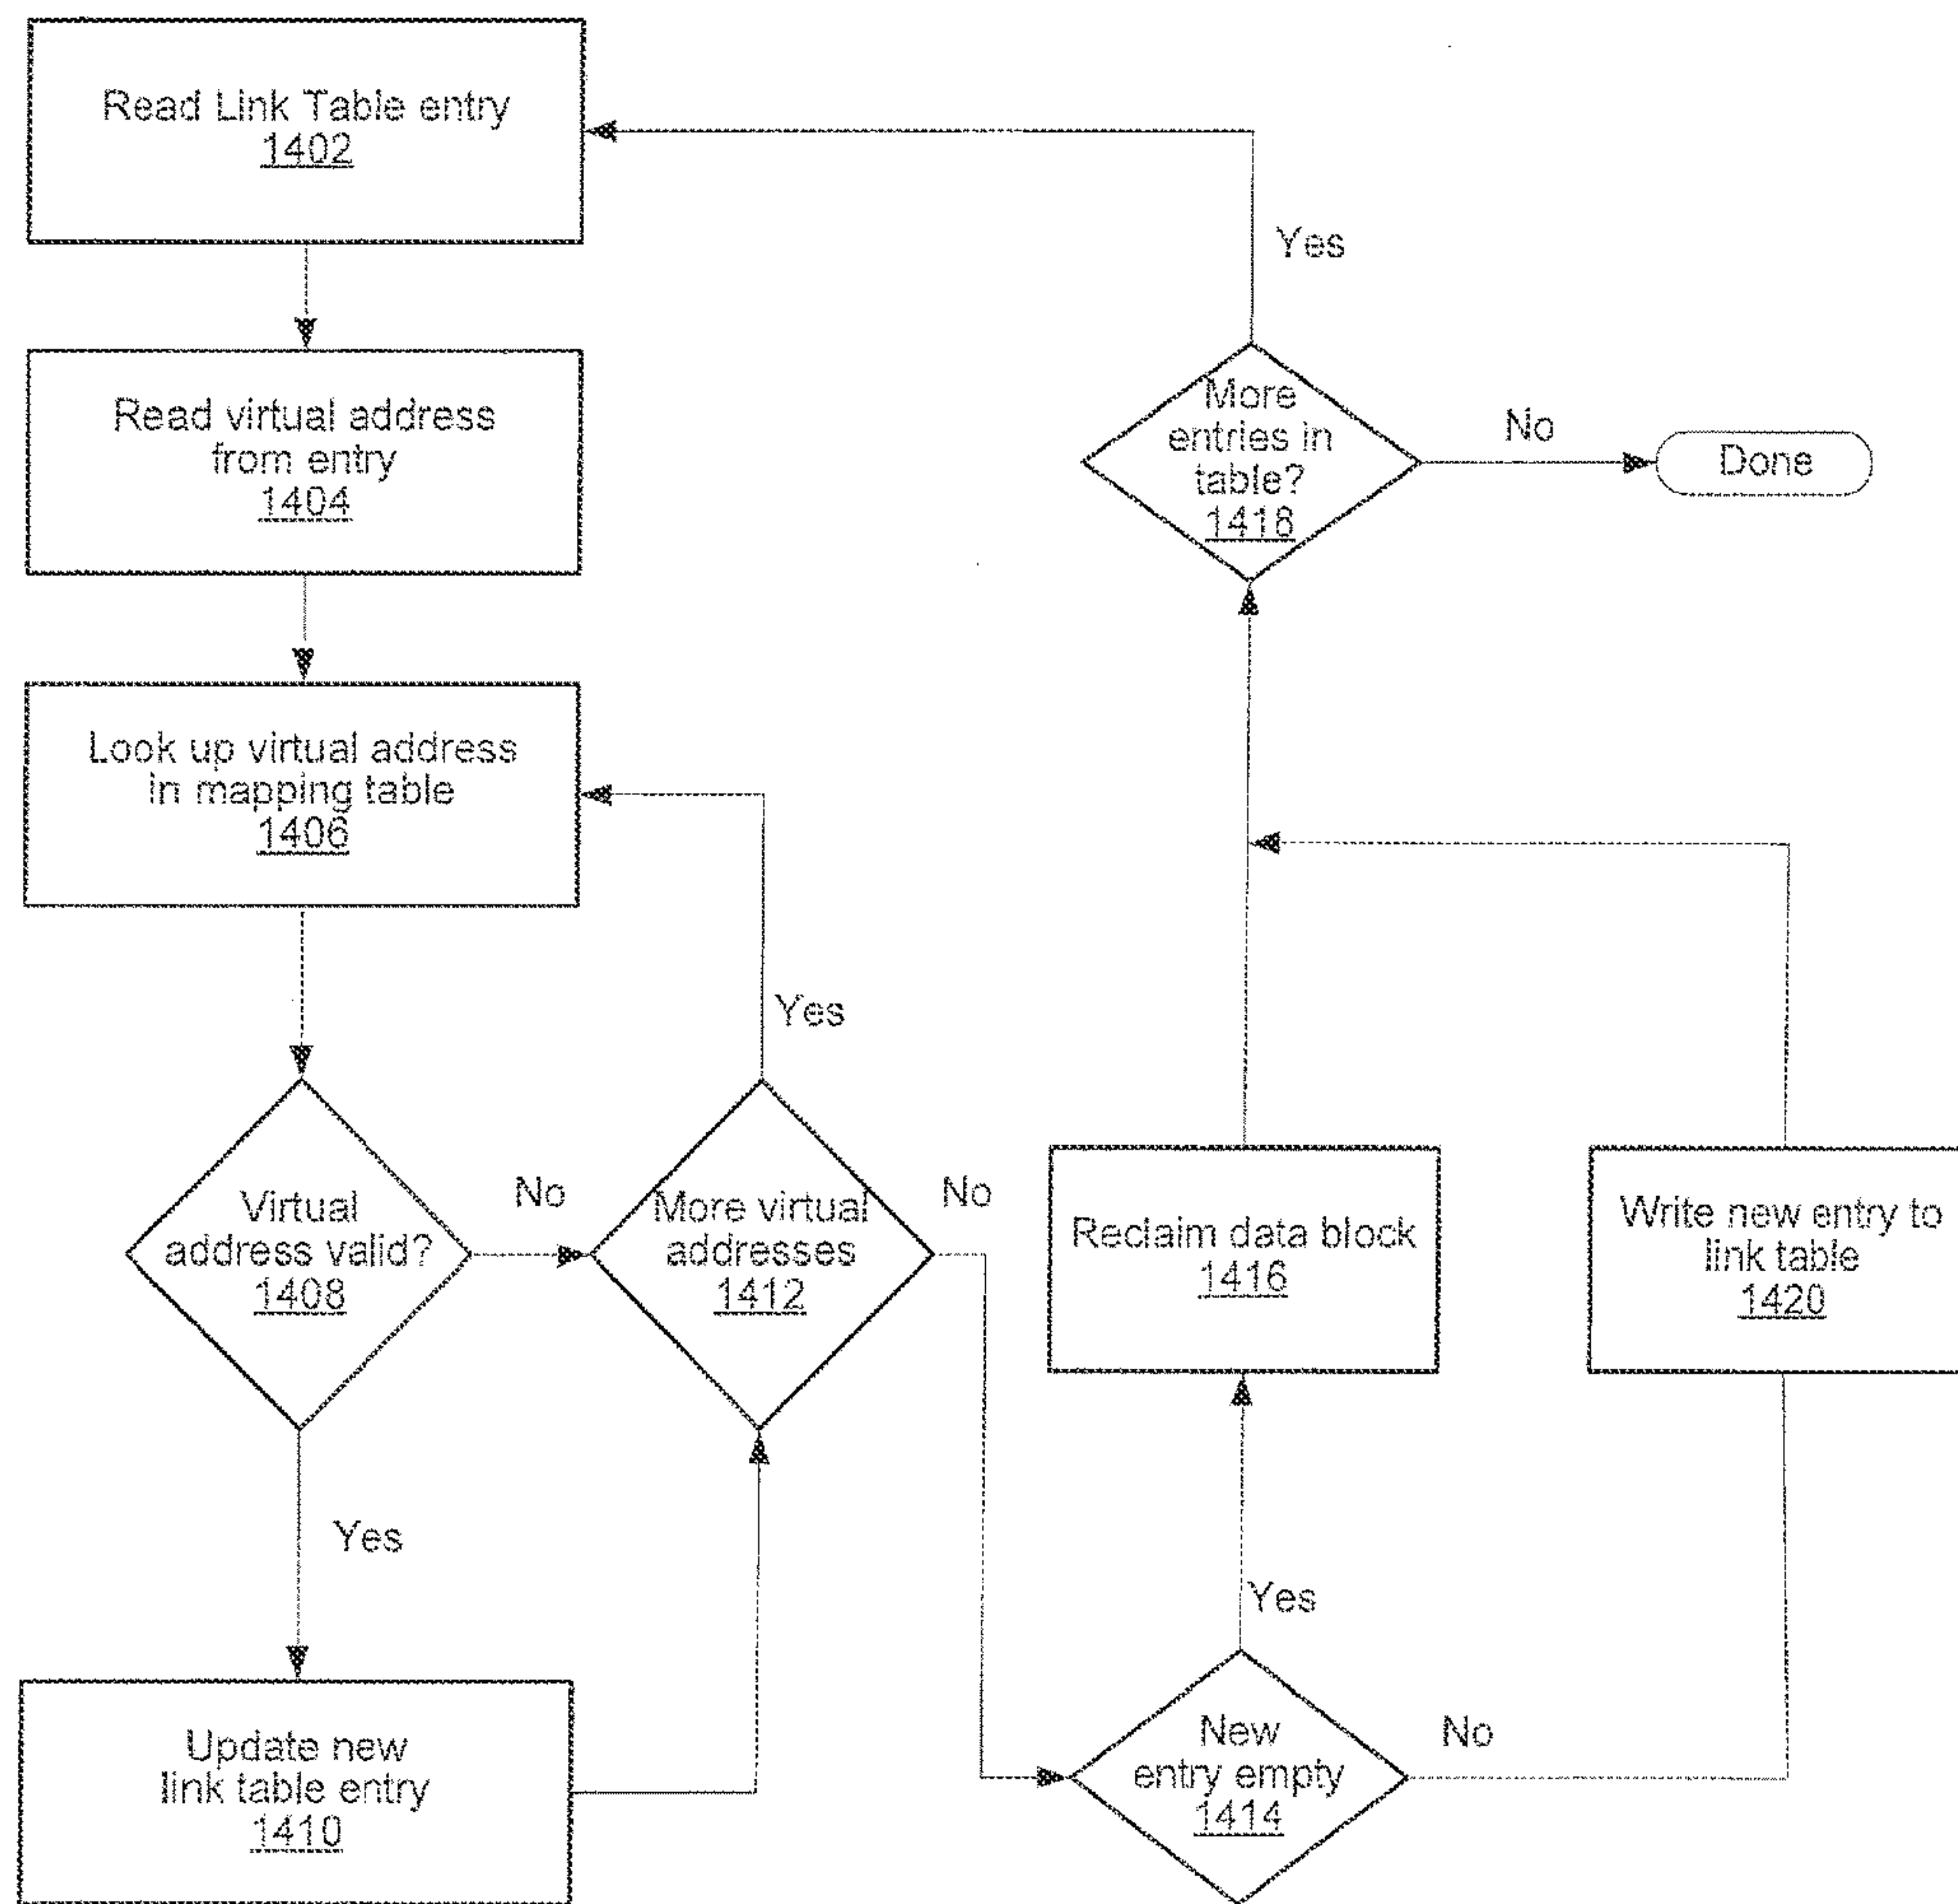 Read Link Table entry
1402
Yes
Read virtual address
from entry
1404
More
entries in
table?
1418
No
Done
Look up virtual address
in mapping table
1406
Yes
Virtual
address valid?
1408
No
More virtual
addresses
1412
No
Reclaim data block
1416
Write new entry to
link table
1420
Yes
Yes
New
entry empty
1414
No
Update new
link table entry
1410